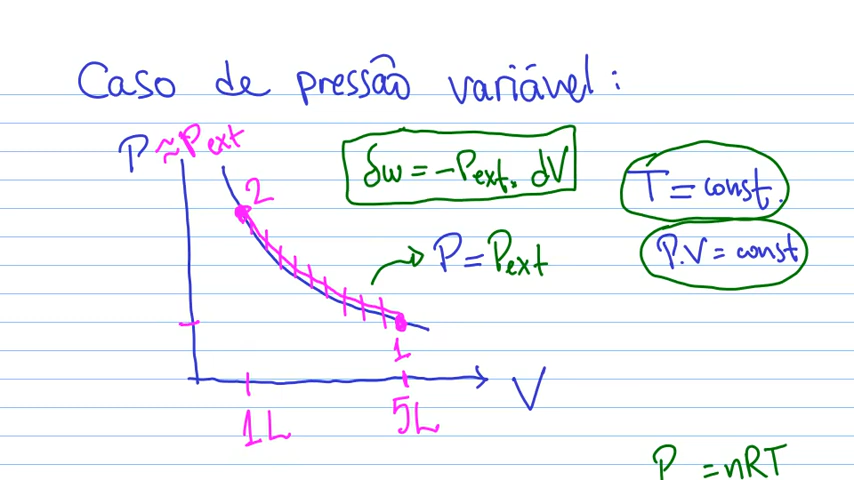 Caso de pressão variável:
P ≈ Pext
δw = -Pext. dV
T = const.
P.V = const
2
P = Pext
1
V
1L
5L
P = nRT